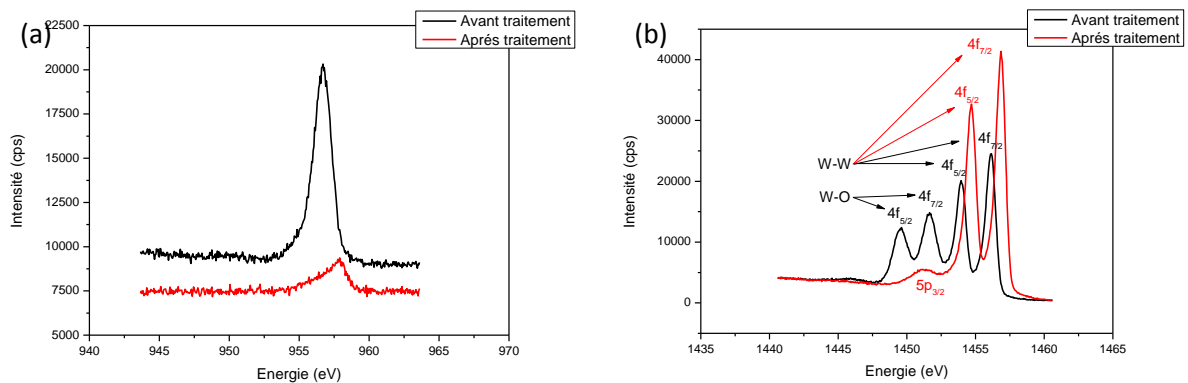 (a)
Avant traitement
Aprés traitement
22500
20000
17500
15000
12500
10000
7500
5000
Intensité (cps)
940 945 950 955 960 965 970
Energie (eV)
(b)
Avant traitement
Aprés traitement
40000
30000
20000
10000
0
Intensité (cps)
4f7/2
4f5/2
4f7/2
W-W
4f5/2
W-O
4f7/2
4f5/2
5p3/2
1435 1440 1445 1450 1455 1460 1465
Energie (eV)